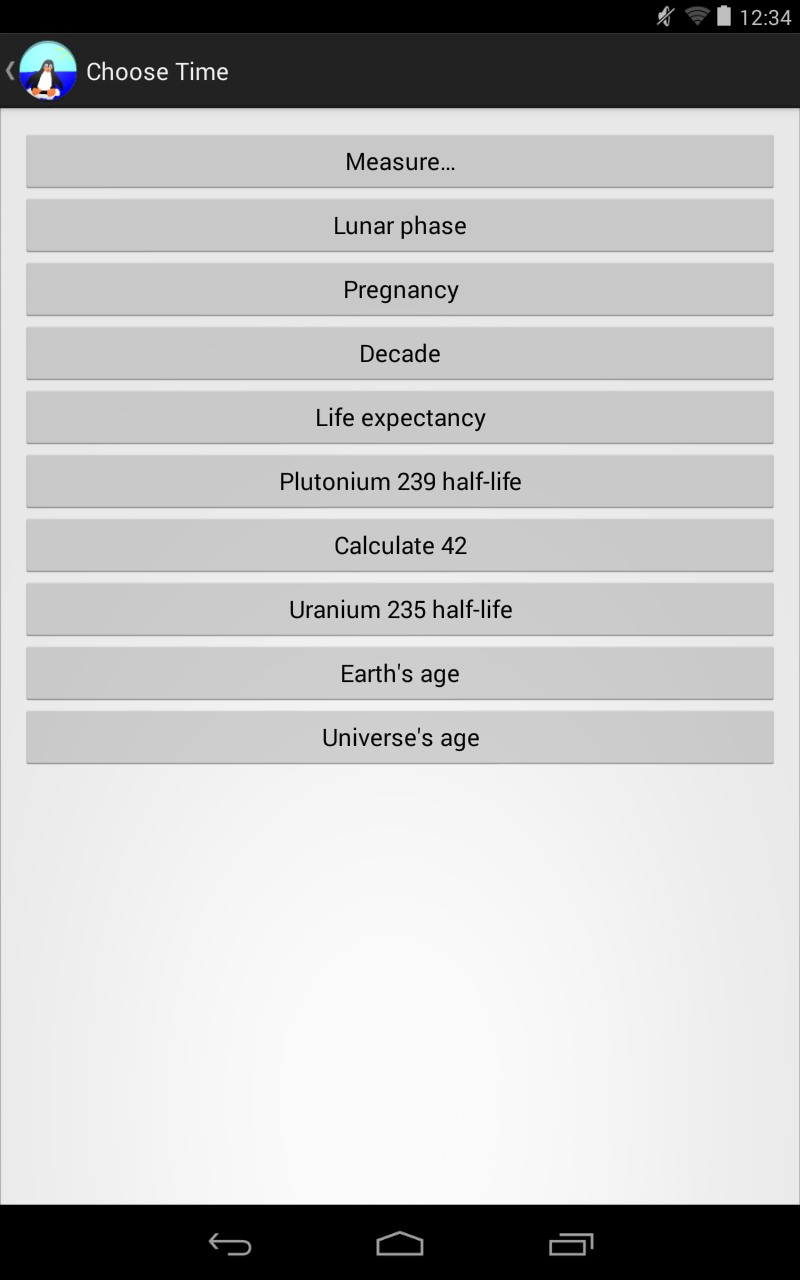 12:34
Choose Time
Measure…
Lunar phase
Pregnancy
Decade
Life expectancy
Plutonium 239 half-life
Calculate 42
Uranium 235 half-life
Earth's age
Universe's age